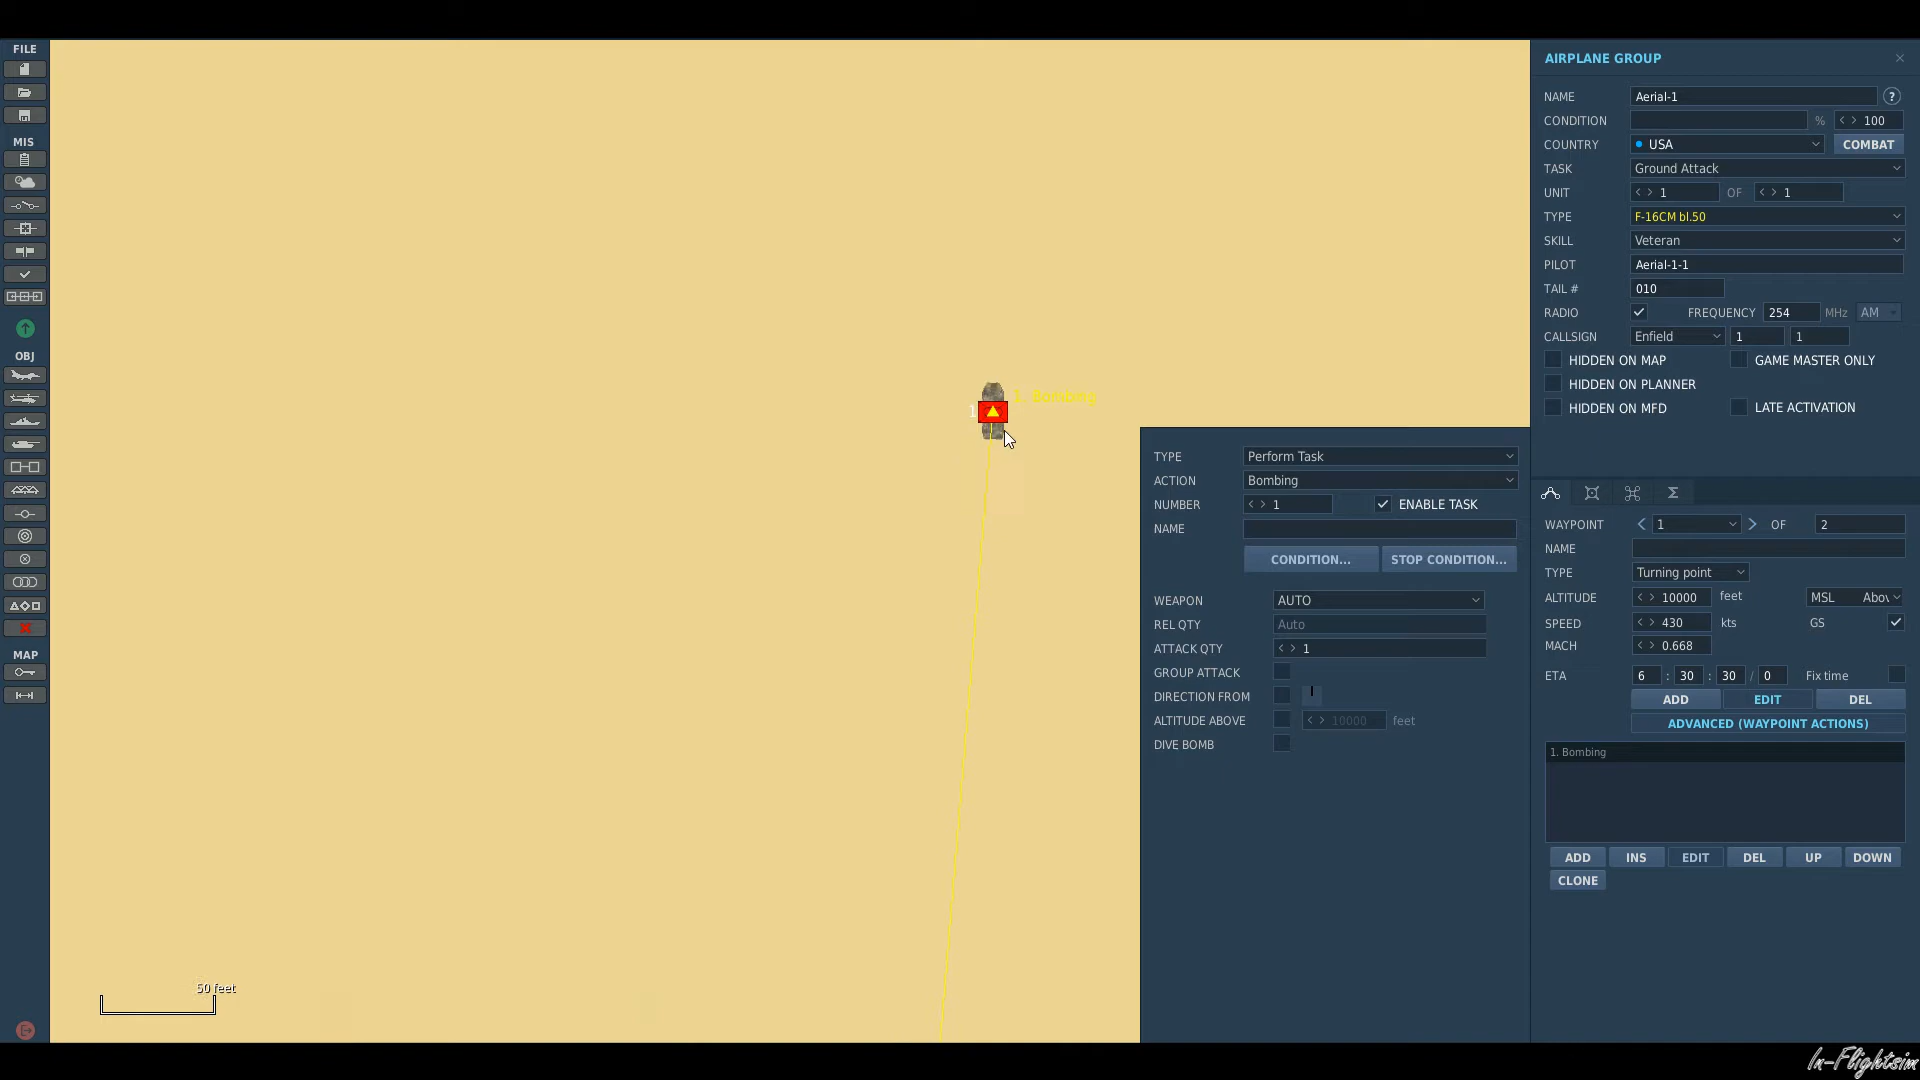 FILE
MIS
OBJ
MAP
1
1. Bombing
50 feet
TYPE Perform Task
ACTION Bombing
NUMBER < > 1 ENABLE TASK
NAME
CONDITION... STOP CONDITION...
WEAPON AUTO
REL QTY Auto
ATTACK QTY < > 1
GROUP ATTACK
DIRECTION FROM
ALTITUDE ABOVE < > 10000 feet
DIVE BOMB
AIRPLANE GROUP
NAME Aerial-1 ?
CONDITION % < > 100
COUNTRY USA COMBAT
TASK Ground Attack
UNIT < > 1 OF < > 1
TYPE F-16CM bl.50
SKILL Veteran
PILOT Aerial-1-1
TAIL # 010
RADIO FREQUENCY 254 MHz AM
CALLSIGN Enfield 1 1
HIDDEN ON MAP GAME MASTER ONLY
HIDDEN ON PLANNER
HIDDEN ON MFD LATE ACTIVATION
WAYPOINT < 1 > OF 2
NAME
TYPE Turning point
ALTITUDE < > 10000 feet MSL Abov
SPEED < > 430 kts GS
MACH < > 0.668
ETA 6 : 30 : 30 / 0 Fix time
ADD EDIT DEL
ADVANCED (WAYPOINT ACTIONS)
1. Bombing
ADD INS EDIT DEL UP DOWN
CLONE
In-Flightsim